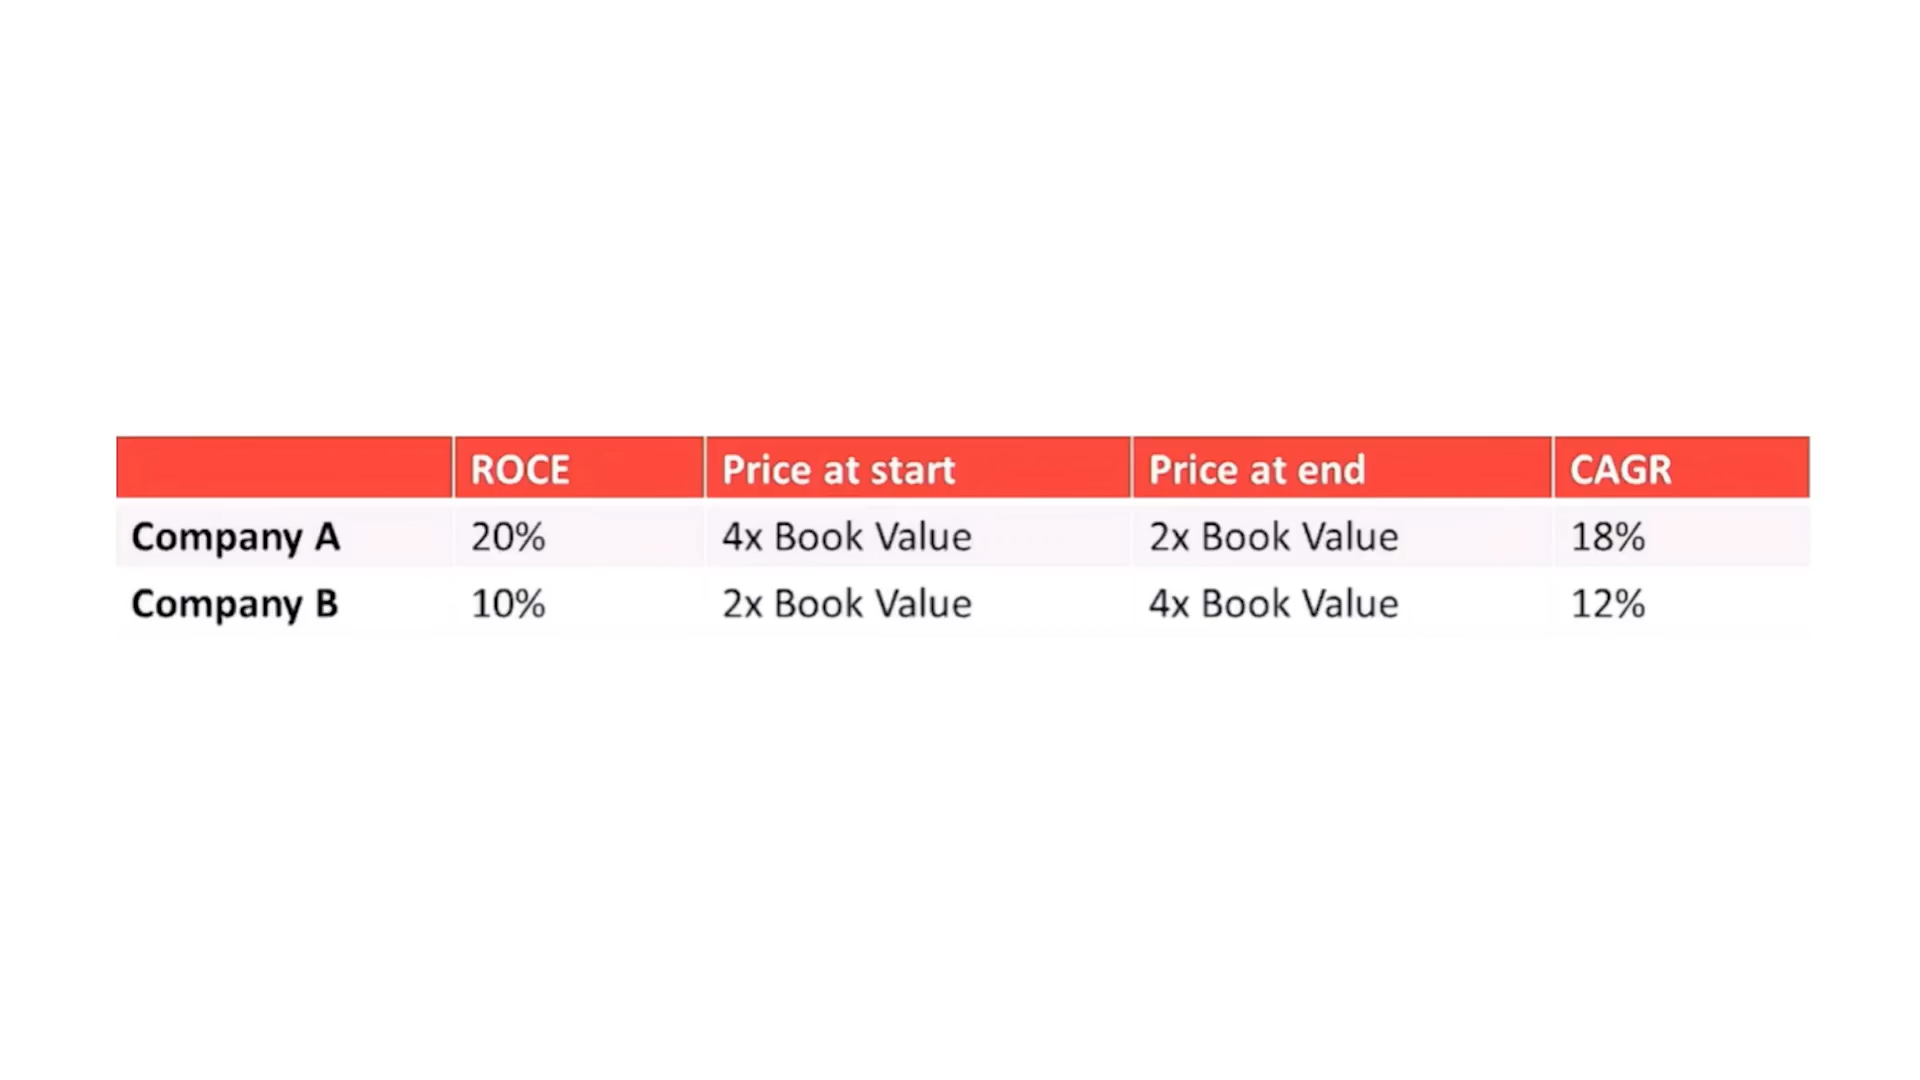 ROCE Price at start Price at end CAGR
Company A 20% 4x Book Value 2x Book Value 18%
Company B 10% 2x Book Value 4x Book Value 12%